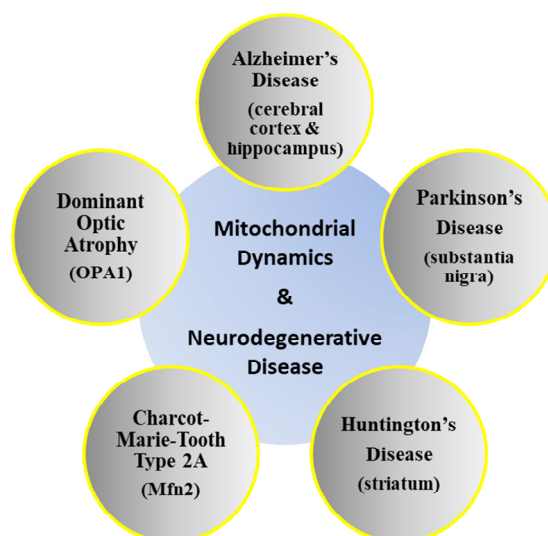 Alzheimer's
Disease
(cerebral
cortex &
hippocampus)
Dominant
Optic
Atrophy
(OPA1)
Mitochondrial
Dynamics
&
Neurodegenerative
Disease
Parkinson's
Disease
(substantia
nigra)
Charcot-
Marie-Tooth
Type 2A
(Mfn2)
Huntington's
Disease
(striatum)